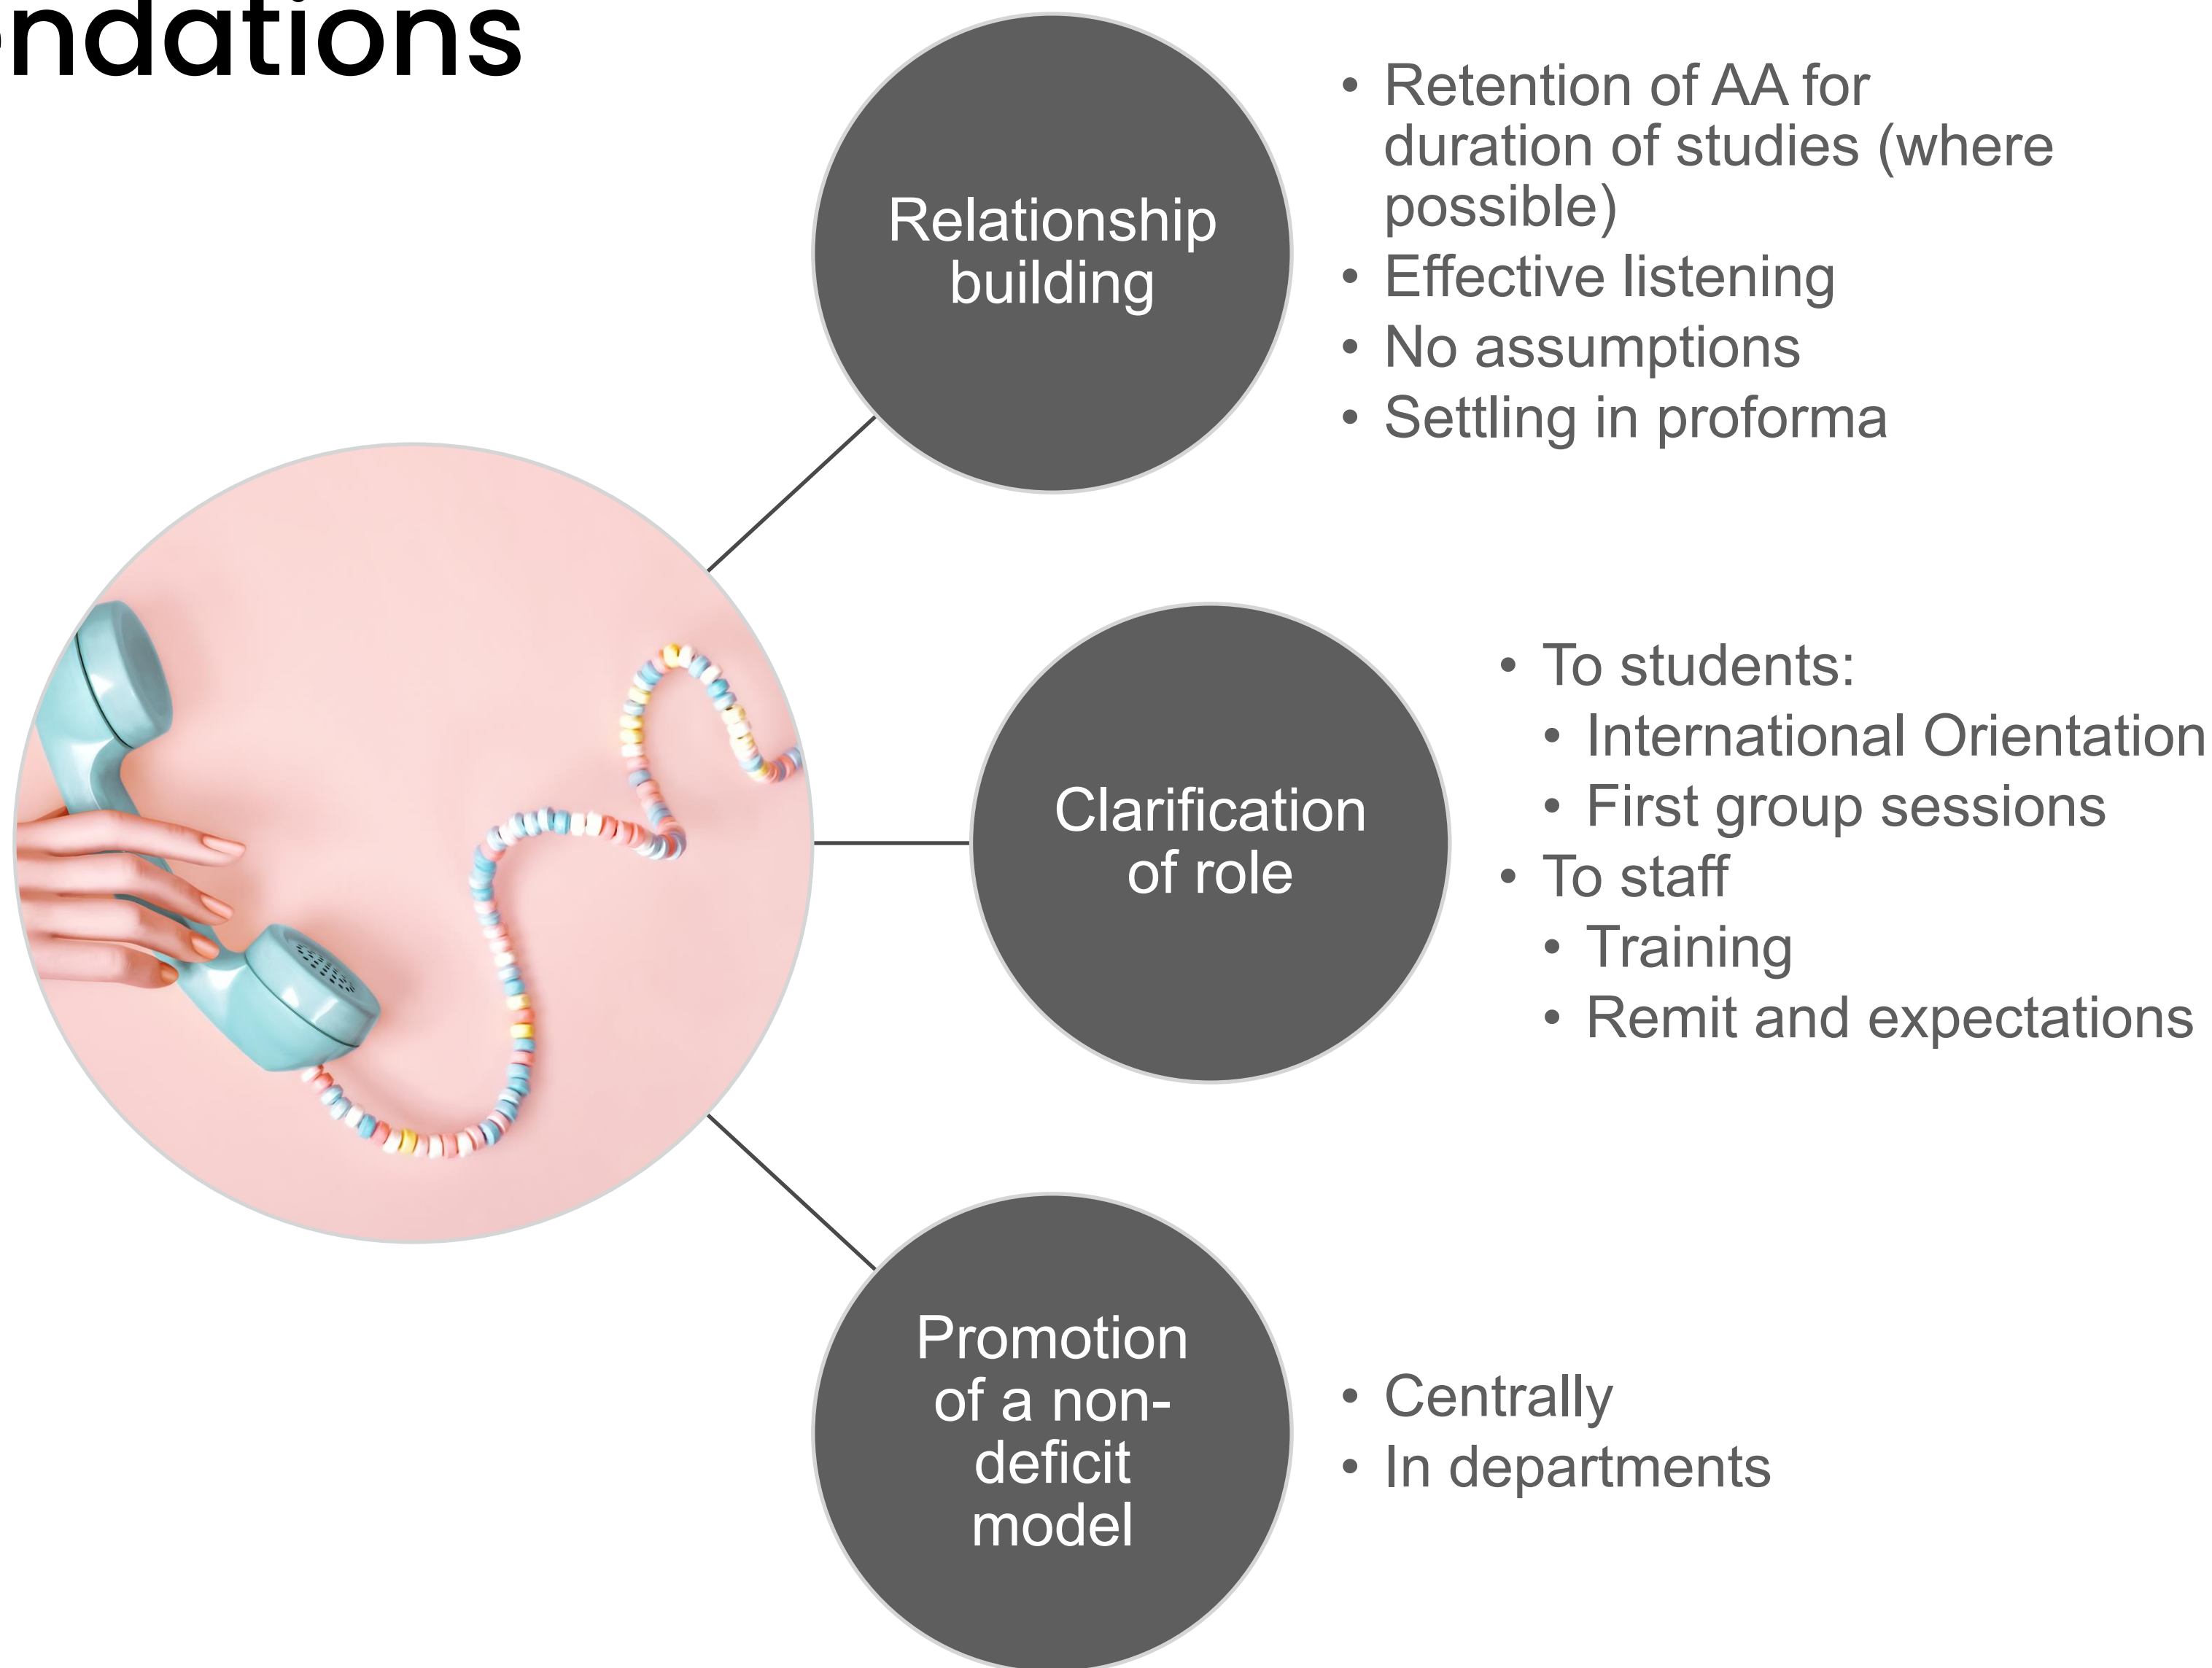 ndations
Relationship
building
• Retention of AA for
duration of studies (where
possible)
• Effective listening
• No assumptions
• Settling in proforma
Clarification
of role
• To students:
• International Orientation
• First group sessions
• To staff
• Training
• Remit and expectations
Promotion
of a non-
deficit
model
• Centrally
• In departments